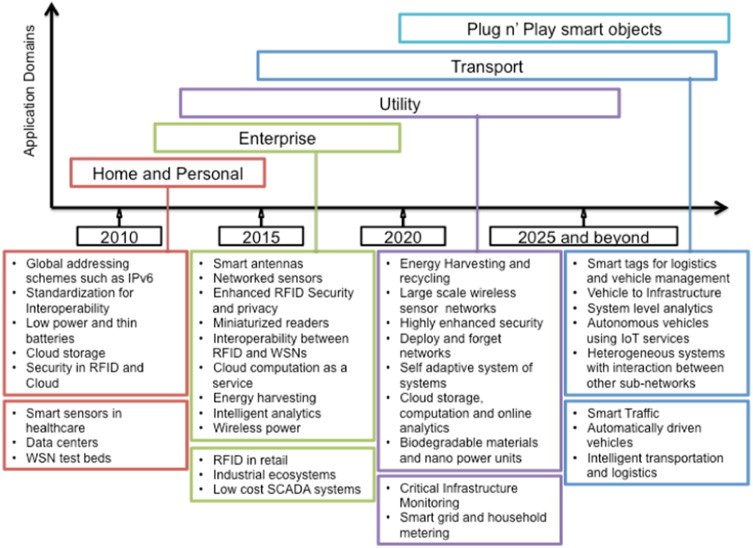 Application Domains
Plug n' Play smart objects
Transport
Utility
Enterprise
Home and Personal
2010
2015
2020
2025 and beyond
• Global addressing
schemes such as IPv6
• Standardization for
Interoperability
• Low power and thin
batteries
• Cloud storage
• Security in RFID and
Cloud
• Smart sensors in
healthcare
• Data centers
• WSN test beds
• Smart antennas
• Networked sensors
• Enhanced RFID Security
and privacy
• Miniaturized readers
• Interoperability between
RFID and WSNs
• Cloud computation as a
service
• Energy harvesting
• Intelligent analytics
• Wireless power
• RFID in retail
• Industrial ecosystems
• Low cost SCADA systems
• Energy Harvesting and
recycling
• Large scale wireless
sensor networks
• Highly enhanced security
• Deploy and forget
networks
• Self adaptive system of
systems
• Cloud storage,
computation and online
analytics
• Biodegradable materials
and nano power units
• Critical Infrastructure
Monitoring
• Smart grid and household
metering
• Smart tags for logistics
and vehicle management
• Vehicle to Infrastructure
• System level analytics
• Autonomous vehicles
using IoT services
• Heterogeneous systems
with interaction between
other sub-networks
• Smart Traffic
• Automatically driven
vehicles
• Intelligent transportation
and logistics